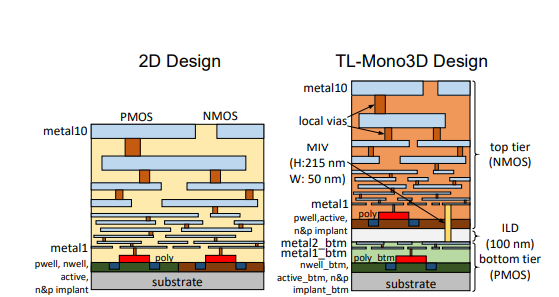 2D Design
TL-Mono3D Design
PMOS
NMOS
metal10
metal1
pwell, nwell,
active,
n&p implant
poly
substrate
metal10
local vias
MIV
(H:215 nm
W: 50 nm)
metal1
pwell,active,
n&p implant
poly
metal2_btm
metal1_btm
nwell_btm,
active_btm, n&p
implant_btm
poly_btm
substrate
top tier
(NMOS)
ILD
(100 nm)
bottom tier
(PMOS)